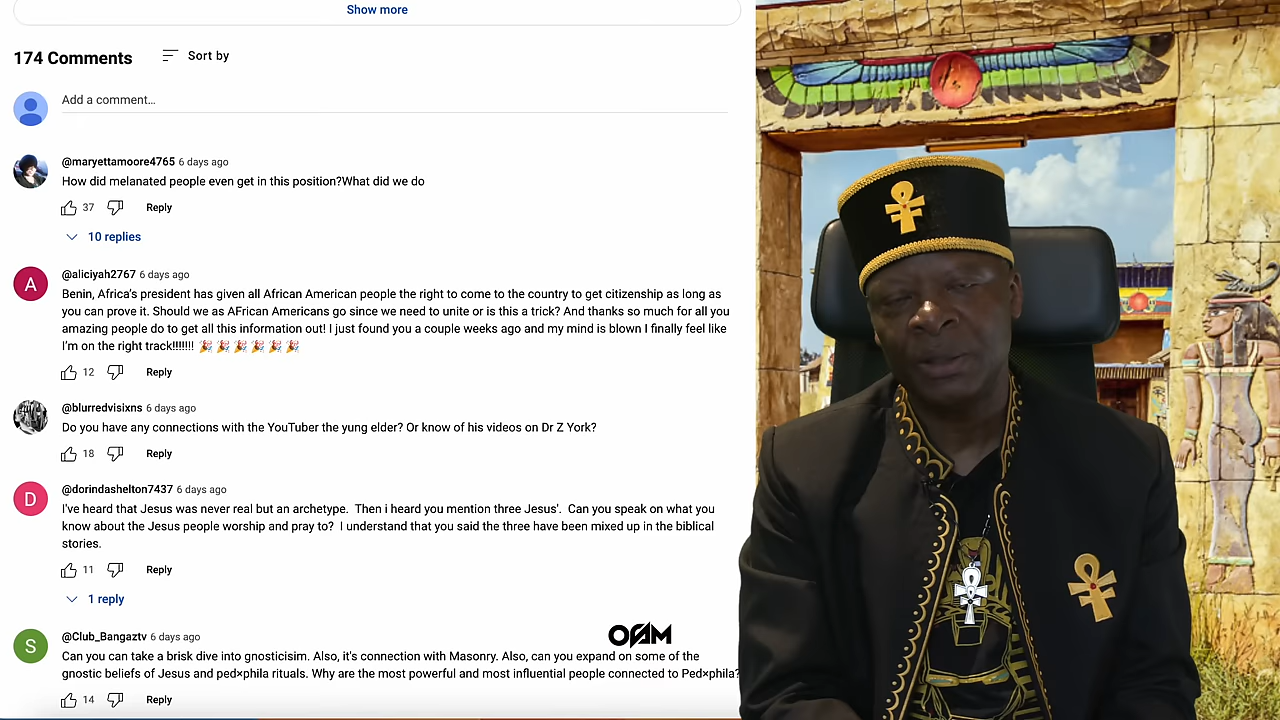 Show more
174 Comments
Sort by
Add a comment...
@maryettamoore4765 6 days ago
How did melanated people even get in this position?What did we do
37
Reply
10 replies
A
@aliciyah2767 6 days ago
Benin, Africa's president has given all African American people the right to come to the country to get citizenship as long as
you can prove it. Should we as AFrican Americans go since we need to unite or is this a trick? And thanks so much for all you
amazing people do to get all this information out! I just found you a couple weeks ago and my mind is blown I finally feel like
I'm on the right track!!!!!!! 🎉 🎉 🎉 🎉 🎉 🎉
12
Reply
@blurredvisixns 6 days ago
Do you have any connections with the YouTuber the yung elder? Or know of his videos on Dr Z York?
18
Reply
D
@dorindashelton7437 6 days ago
I've heard that Jesus was never real but an archetype. Then i heard you mention three Jesus'. Can you speak on what you
know about the Jesus people worship and pray to? I understand that you said the three have been mixed up in the biblical
stories.
11
Reply
1 reply
OFAM
S
@Club_Bangaztv 6 days ago
Can you can take a brisk dive into gnosticisim. Also, it's connection with Masonry. Also, can you expand on some of the
gnostic beliefs of Jesus and ped×phila rituals. Why are the most powerful and most influential people connected to Ped×phila?
14
Reply